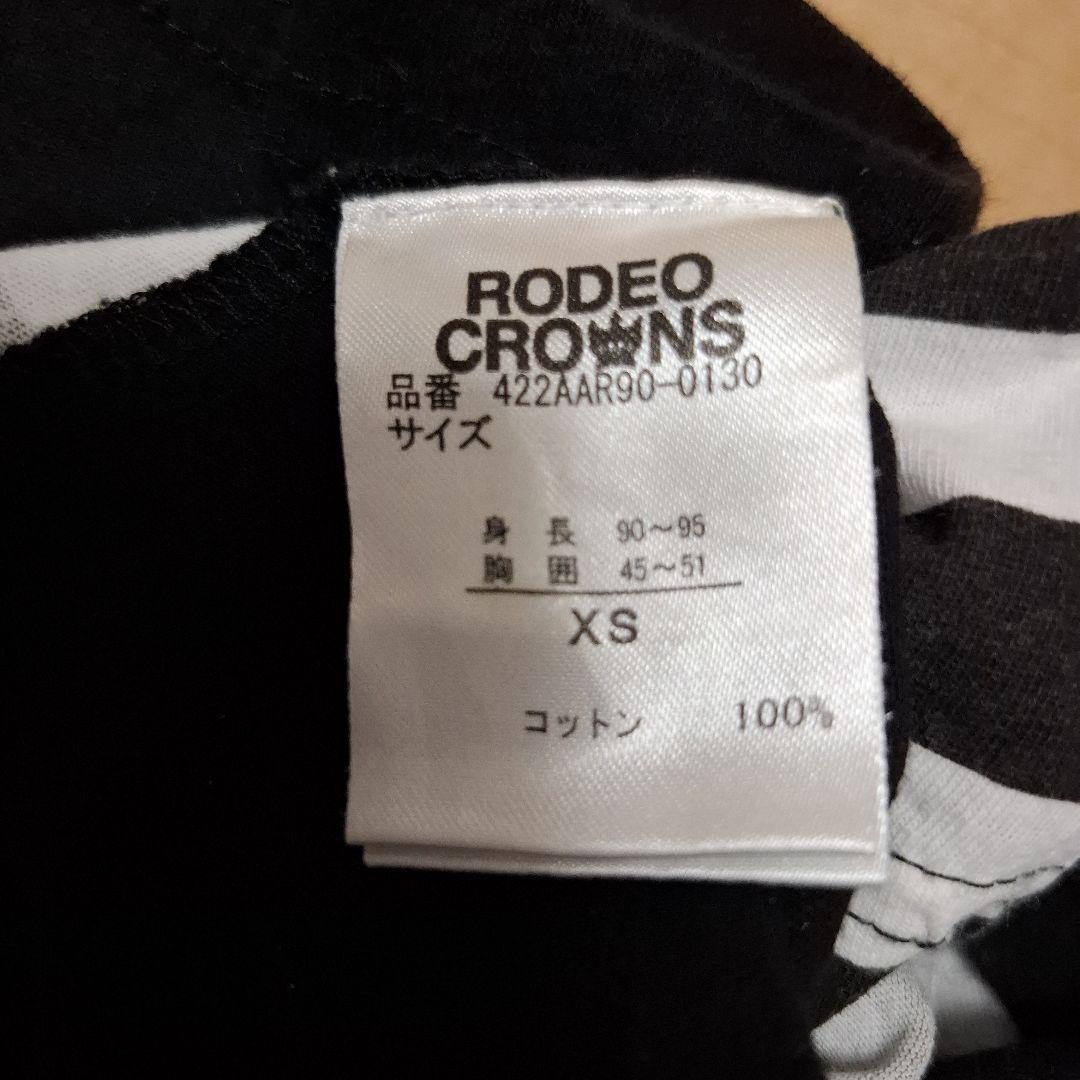 RODEO
CROWNS
品番 422AAR90-0130
サイズ
身長 90~95
胸囲 45~51
XS
コットン 100%